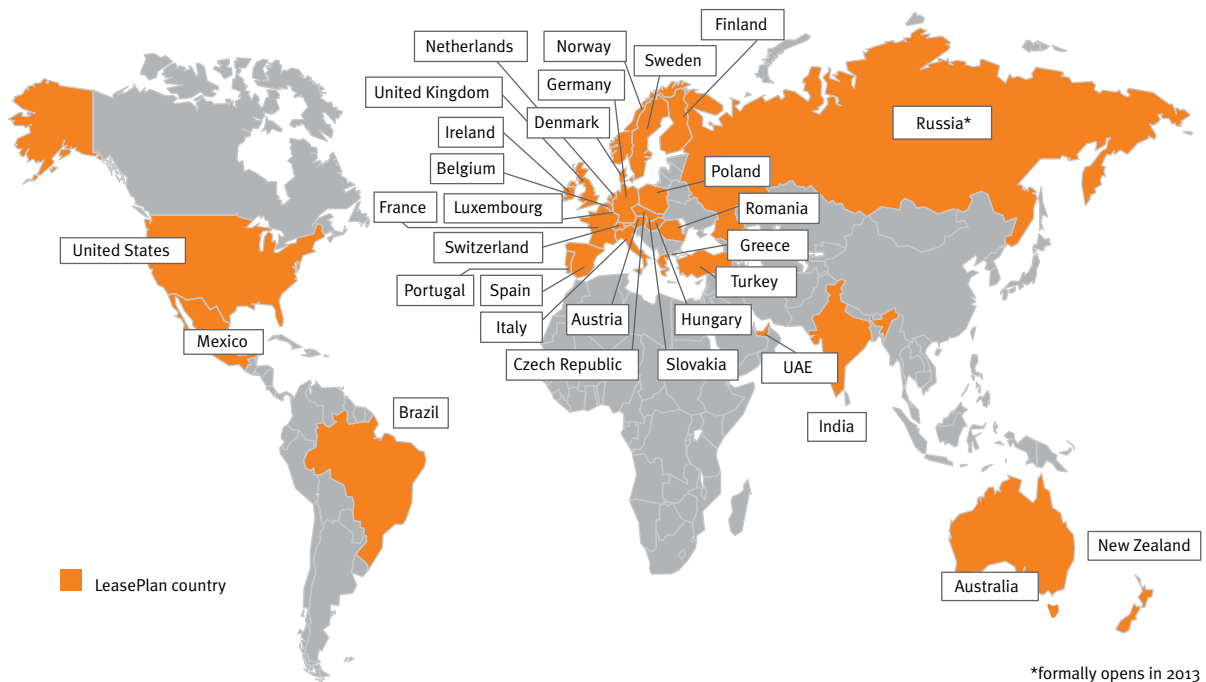 Finland
Netherlands
Norway
Sweden
Germany
United Kingdom
Denmark
Russia*
Ireland
Belgium
Poland
France
Luxembourg
Romania
United States
Switzerland
Greece
Portugal
Spain
Turkey
Italy
Austria
Hungary
Mexico
Czech Republic
Slovakia
UAE
Brazil
India
New Zealand
LeasePlan country
Australia
*formally opens in 2013